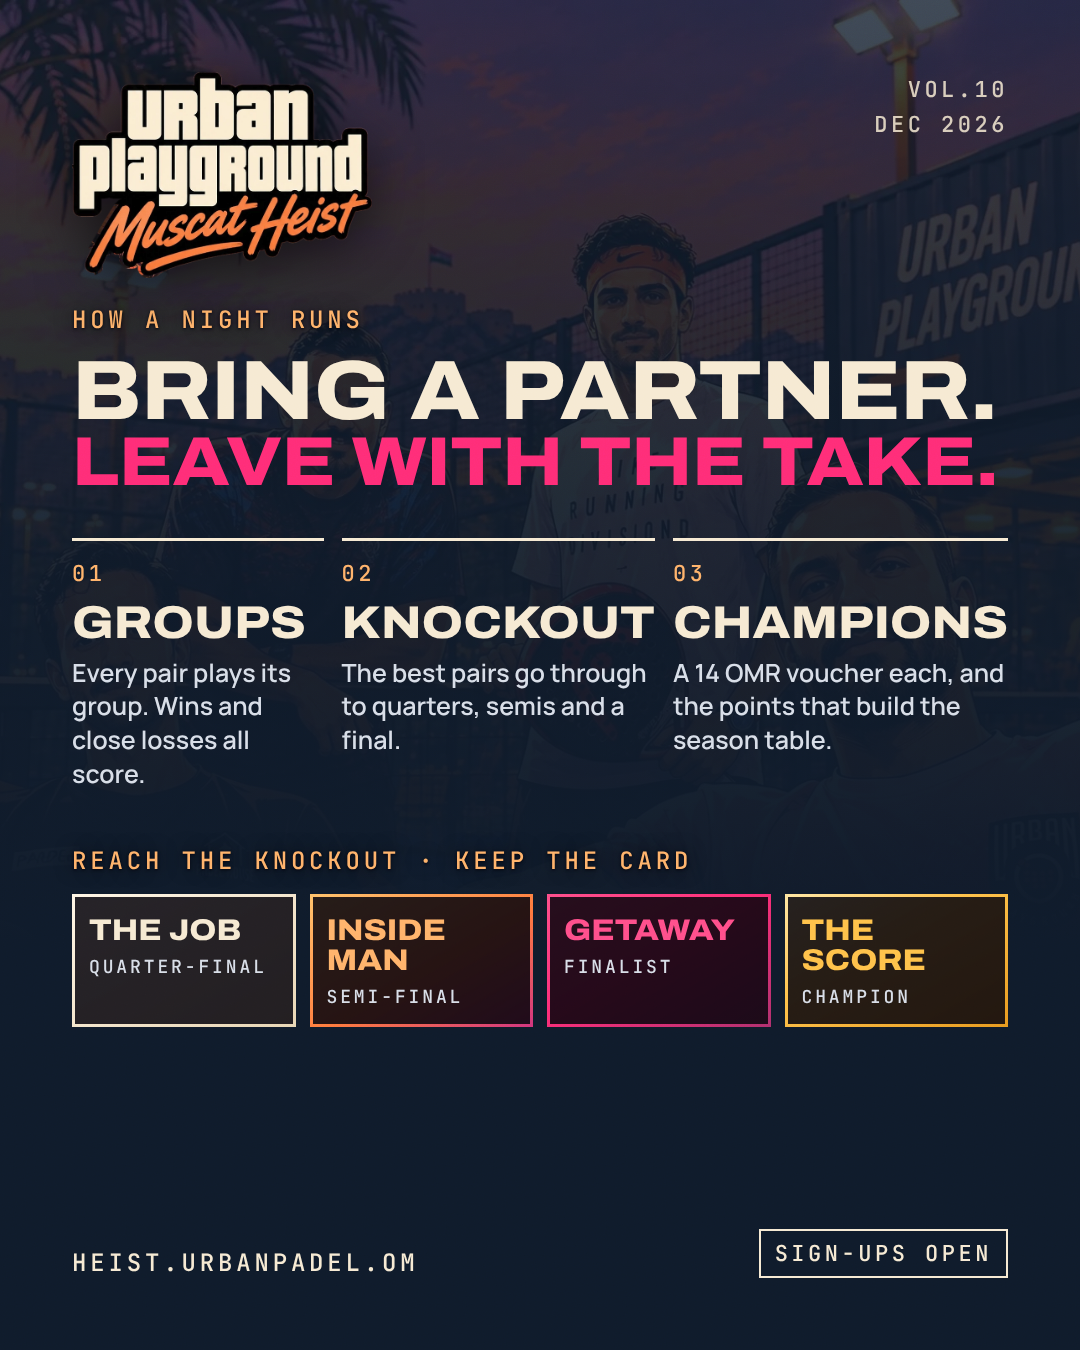 urban
playground
Muscat Heist
VOL.10
DEC 2026
URBAN
PLAYGROUN
HOW A NIGHT RUNS
BRING A PARTNER.
LEAVE WITH THE TAKE.
RUNNING
DIVISION
01
GROUPS
Every pair plays its
group. Wins and
close losses all
score.
02
KNOCKOUT
The best pairs go through
to quarters, semis and a
final.
03
CHAMPIONS
A 14 OMR voucher each, and
the points that build the
season table.
URBAN
REACH THE KNOCKOUT · KEEP THE CARD
THE JOB
QUARTER-FINAL
INSIDE
MAN
SEMI-FINAL
GETAWAY
FINALIST
THE
SCORE
CHAMPION
HEIST.URBANPADEL.OM
SIGN-UPS OPEN